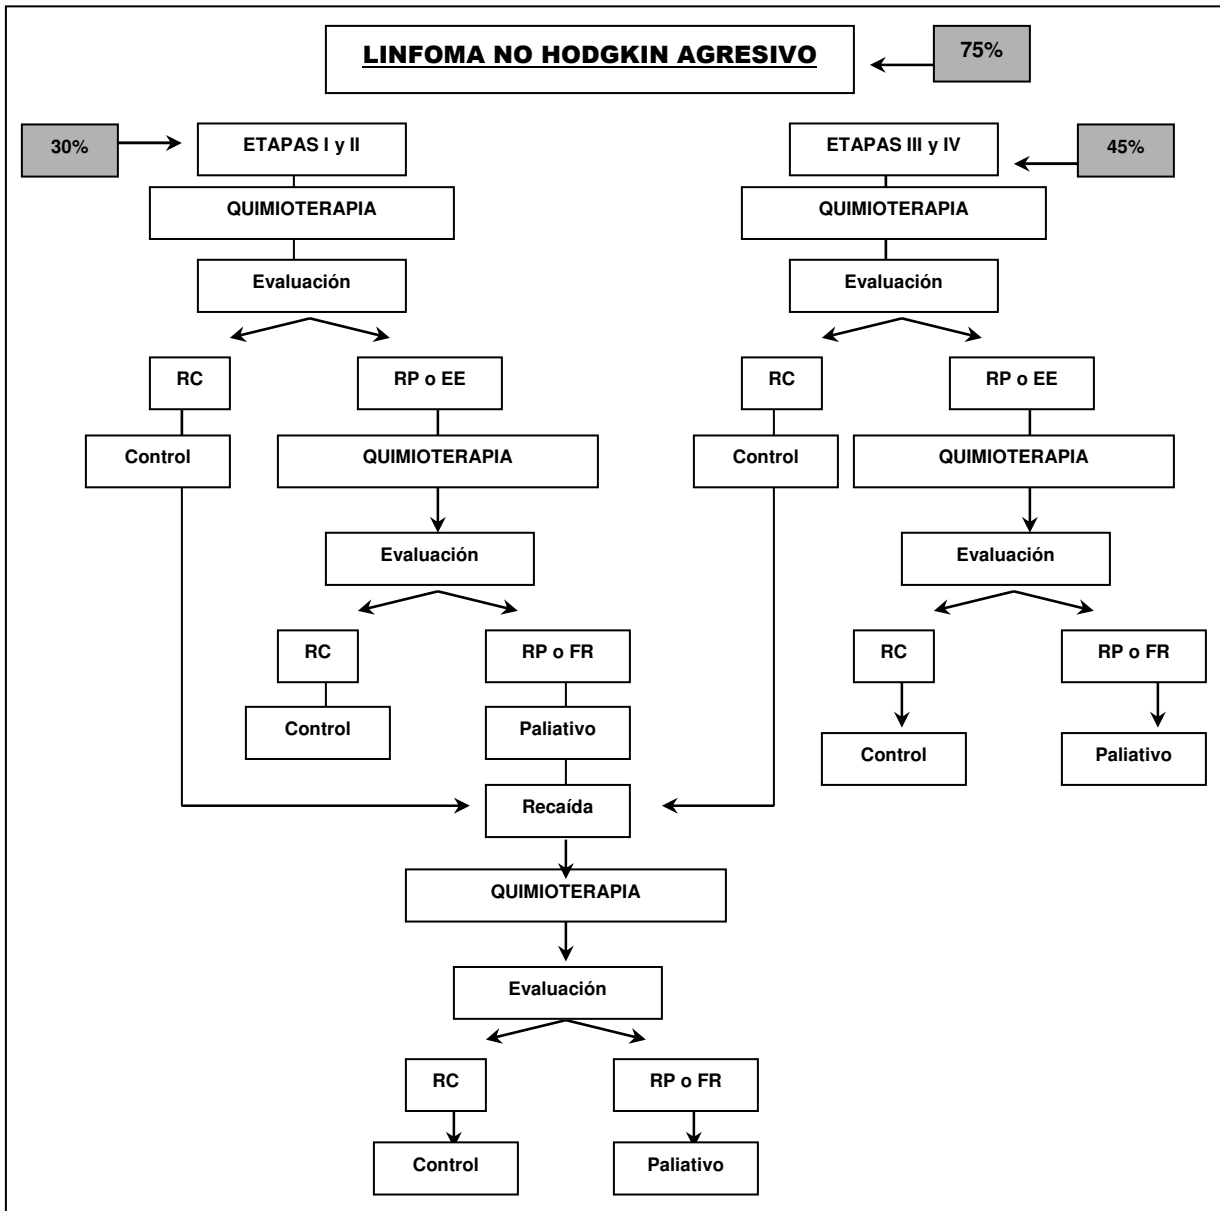 LINFOMA NO HODGKIN AGRESIVO
75%
30%
ETAPAS I y II
ETAPAS III y IV
45%
QUIMIOTERAPIA
QUIMIOTERAPIA
Evaluación
Evaluación
RC
RP o EE
RC
RP o EE
Control
QUIMIOTERAPIA
Control
QUIMIOTERAPIA
Evaluación
Evaluación
RC
RP o FR
RC
RP o FR
Control
Paliativo
Control
Paliativo
Recaída
QUIMIOTERAPIA
Evaluación
RC
RP o FR
Control
Paliativo